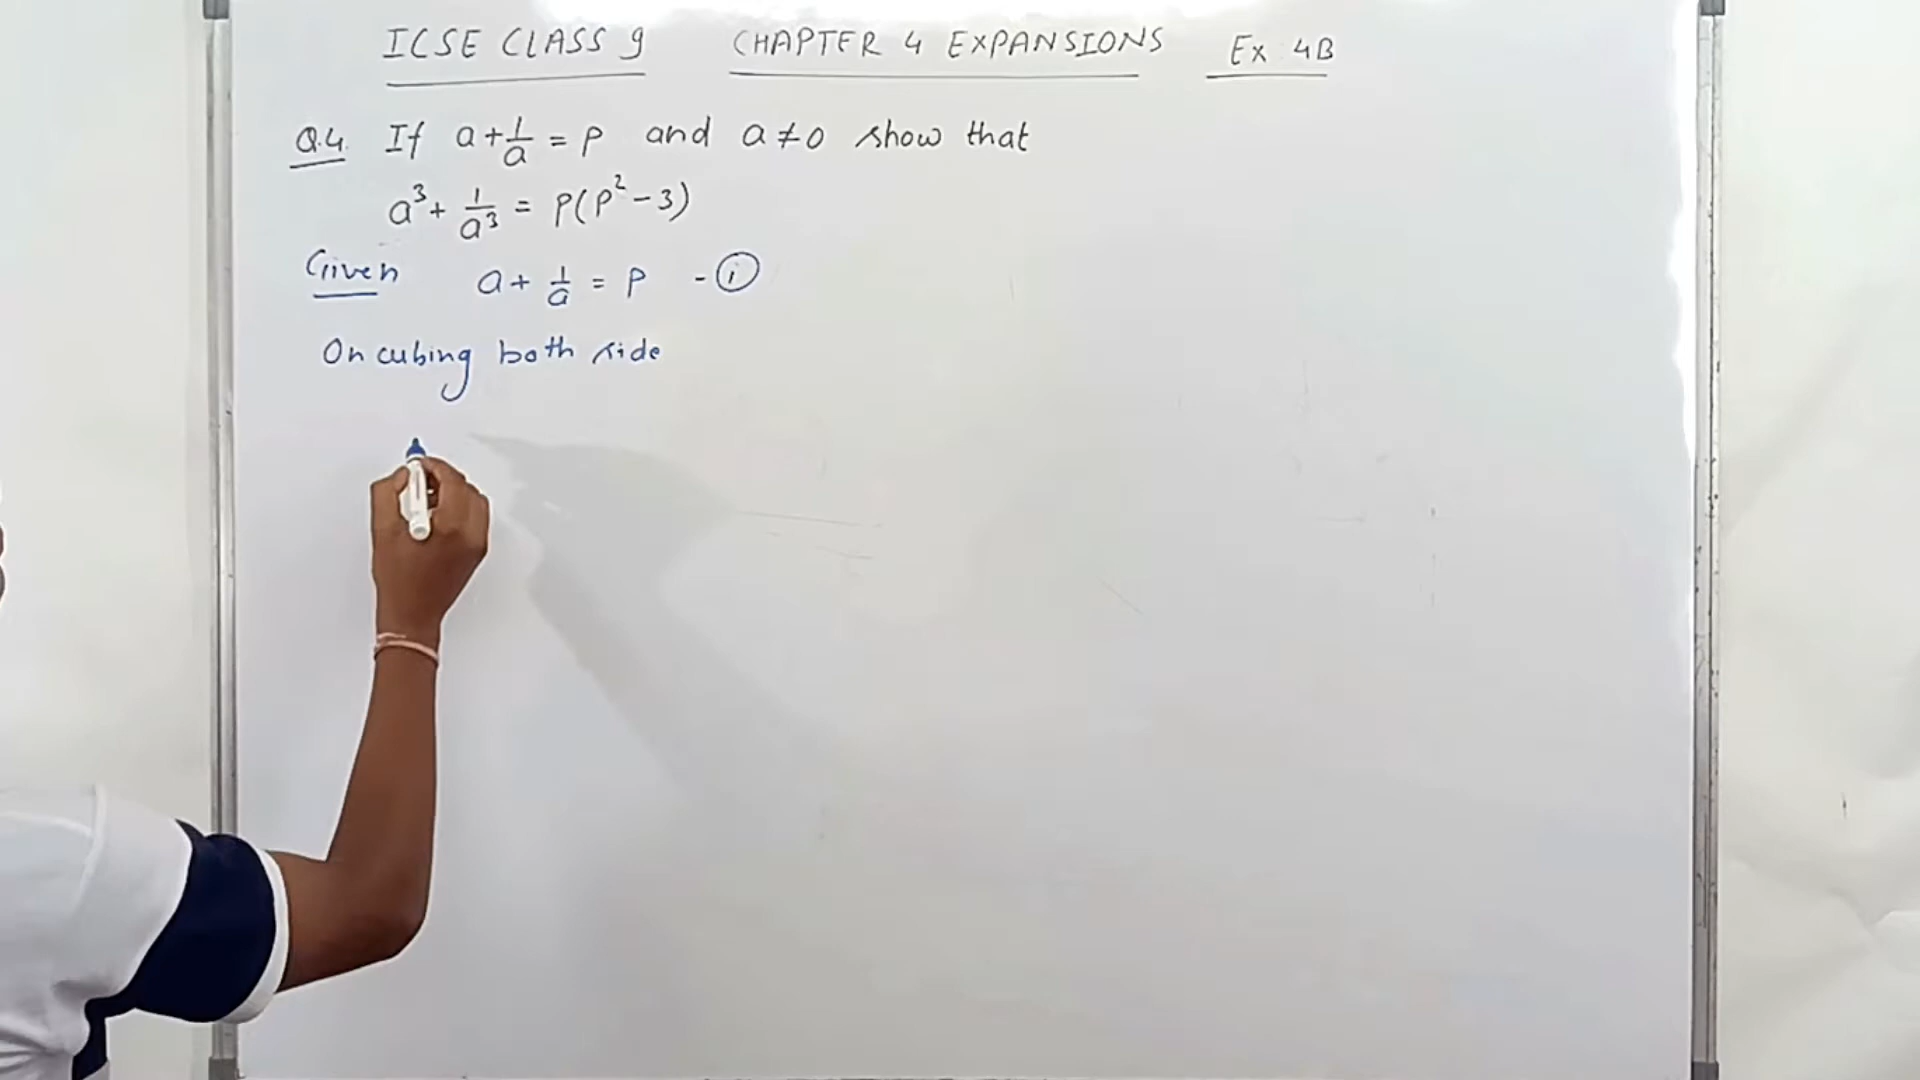 ICSE CLASS 9 CHAPTER 4 EXPANSIONS Ex 4B
Q.4. If a + 1/a = p and a ≠ 0 show that
a³ + 1/a³ = p(p² - 3)
Given a + 1/a = p - (i)
On cubing both side